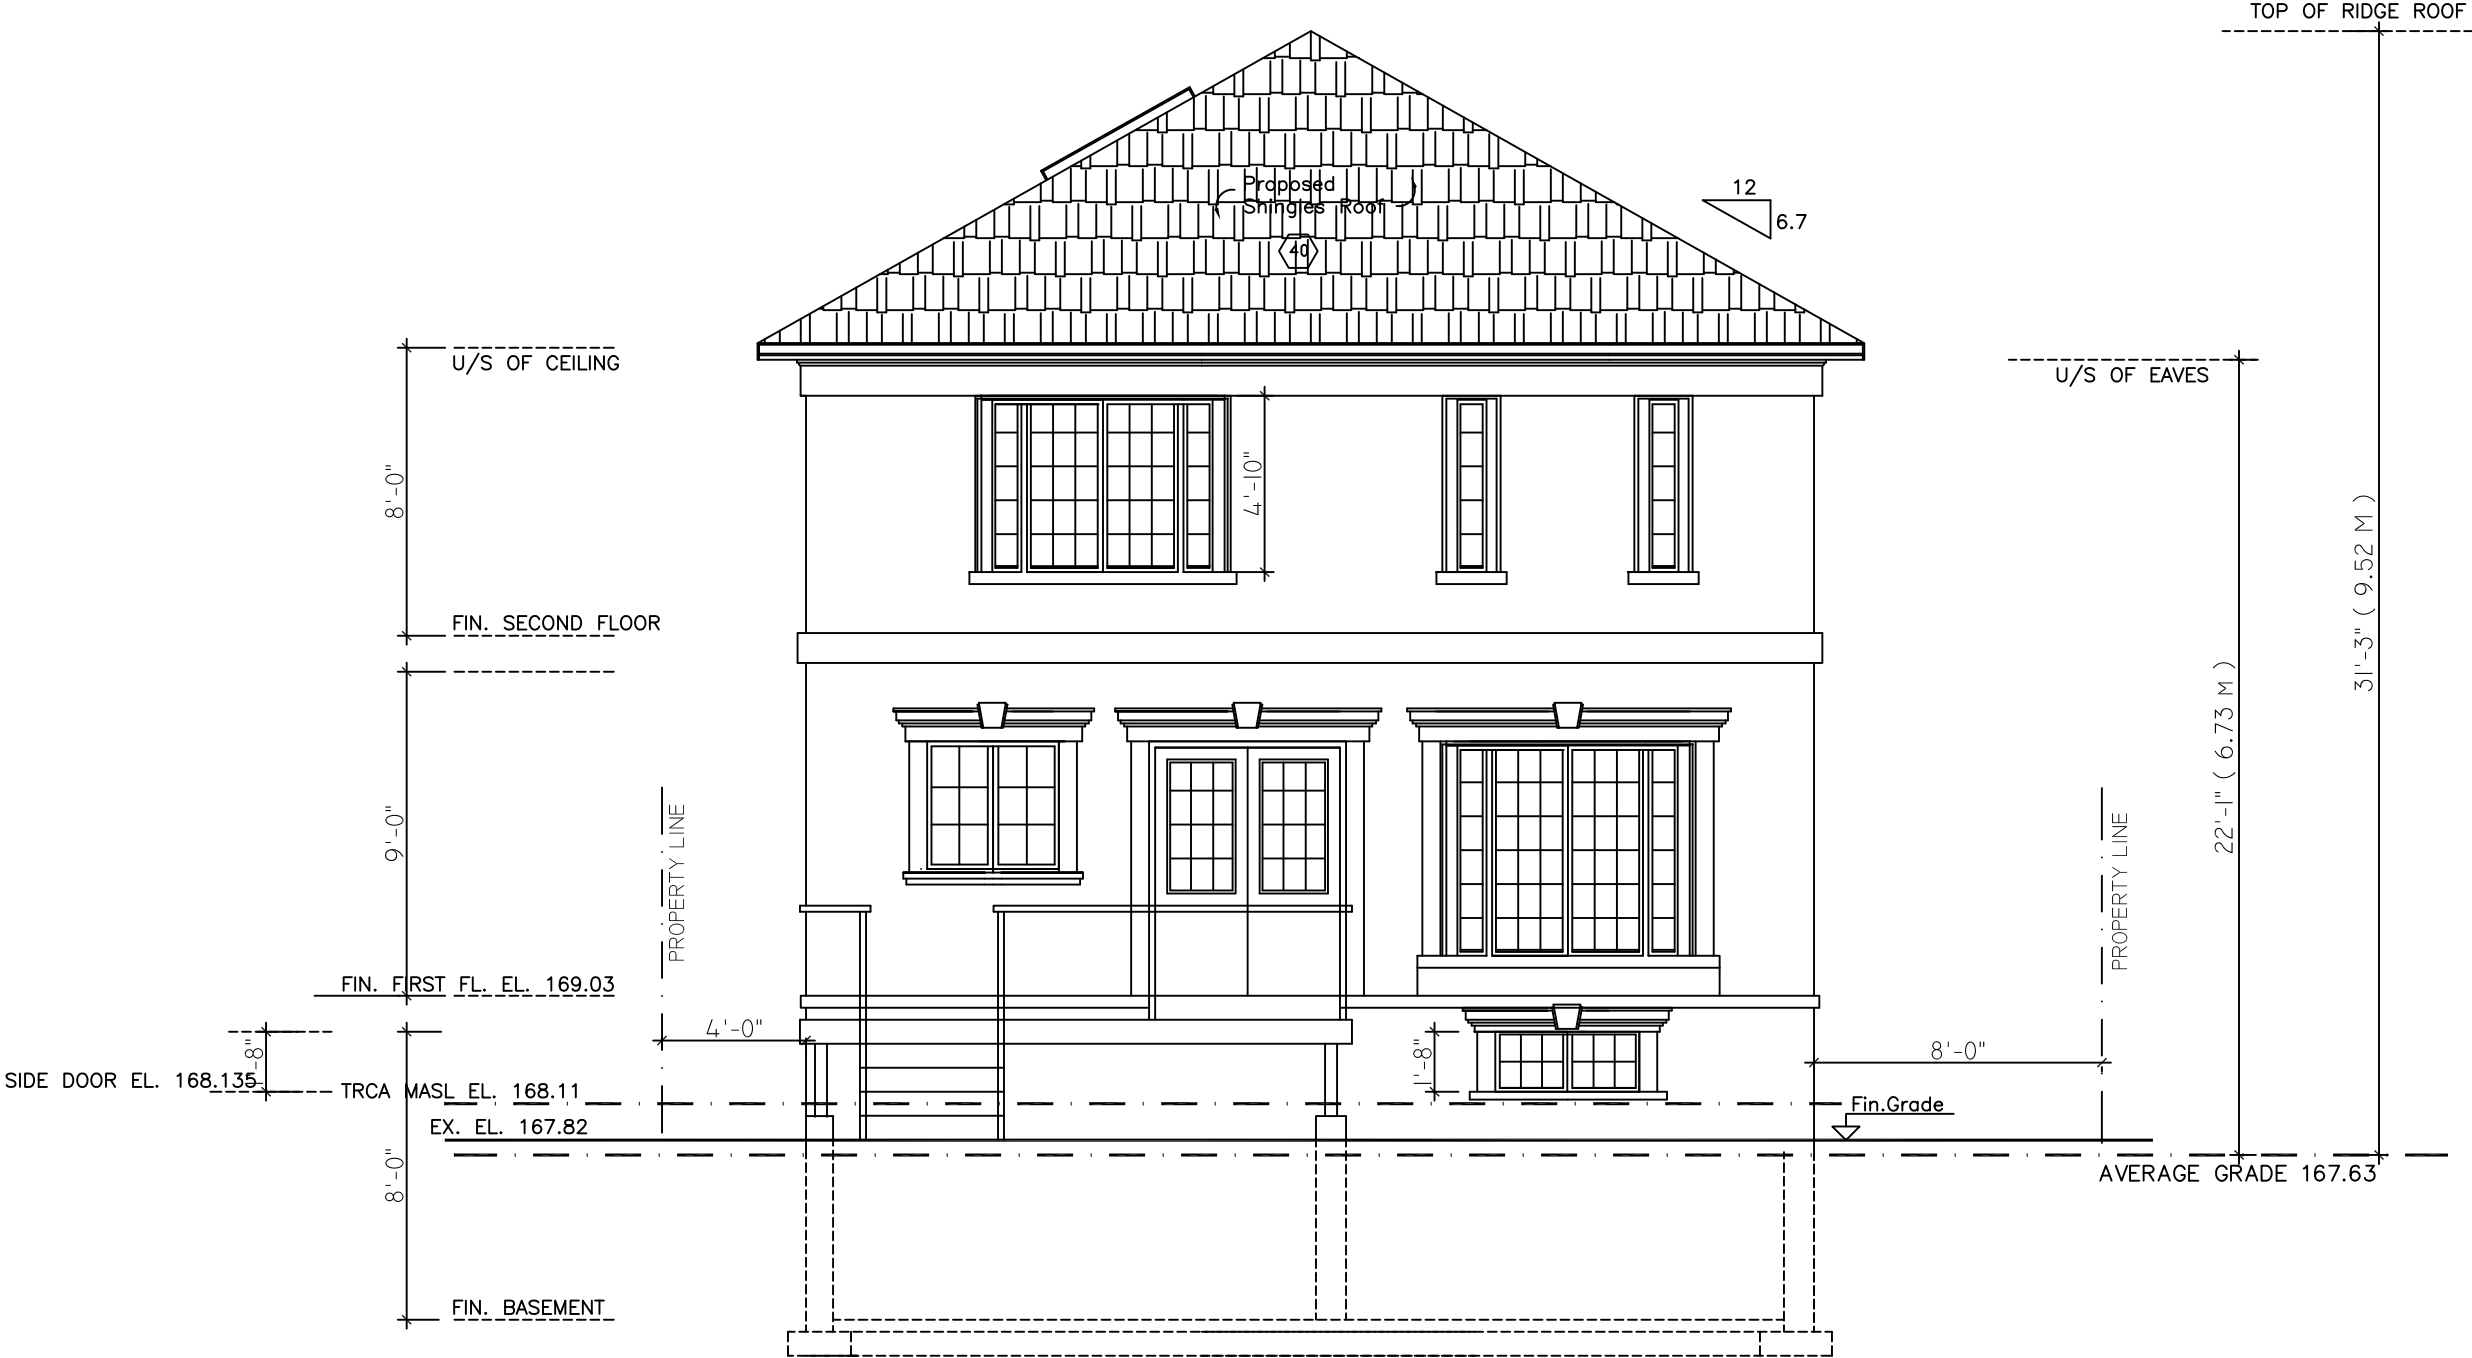 TOP OF RIDGE ROOF
12
6.7
Proposed
Shingles Roof
40
U/S OF CEILING
U/S OF EAVES
8'-0"
4'-10"
31'-3" ( 9.52 M )
FIN. SECOND FLOOR
22'-1" ( 6.73 M )
9'-0"
PROPERTY LINE
PROPERTY LINE
FIN. FIRST FL. EL. 169.03
4'-0"
8'-0"
1'-8"
1'-8"
SIDE DOOR EL. 168.135
TRCA MASL EL. 168.11
Fin.Grade
EX. EL. 167.82
AVERAGE GRADE 167.63
8'-0"
FIN. BASEMENT